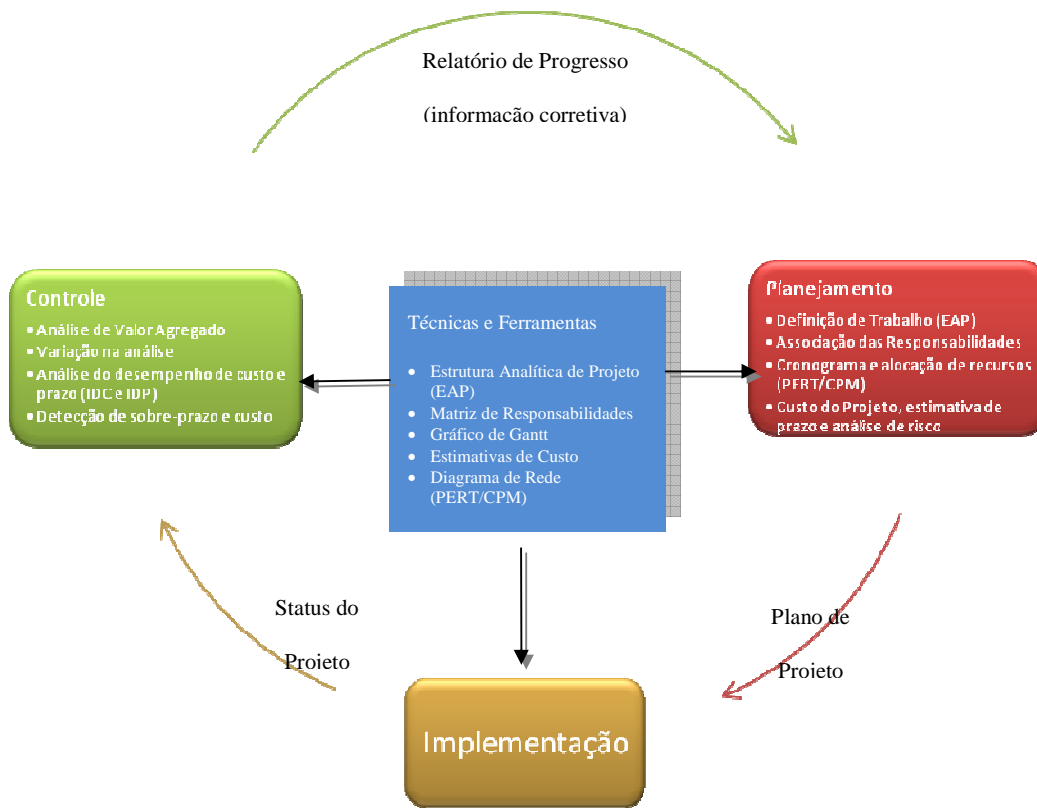 Relatório de Progresso
(informação corretiva)
Controle
• Análise de Valor Agregado
• Variação na análise
• Análise do desempenho de custo e
prazo (IDC e IDP)
• Detecção de sobre-prazo e custo
Técnicas e Ferramentas
• Estrutura Analítica de Projeto
(EAP)
• Matriz de Responsabilidades
• Gráfico de Gantt
• Estimativas de Custo
• Diagrama de Rede
(PERT/CPM)
Planejamento
• Definição de Trabalho (EAP)
• Associação das Responsabilidades
• Cronograma e alocação de recursos
(PERT/CPM)
• Custo do Projeto, estimativa de
prazo e análise de risco
Status do
Projeto
Plano de
Projeto
Implementação